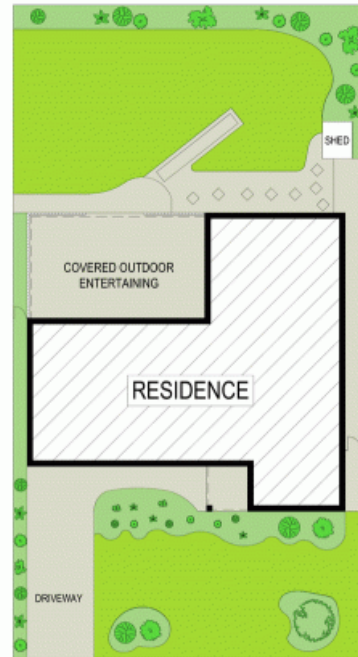 SHED
COVERED OUTDOOR
ENTERTAINING
RESIDENCE
DRIVEWAY